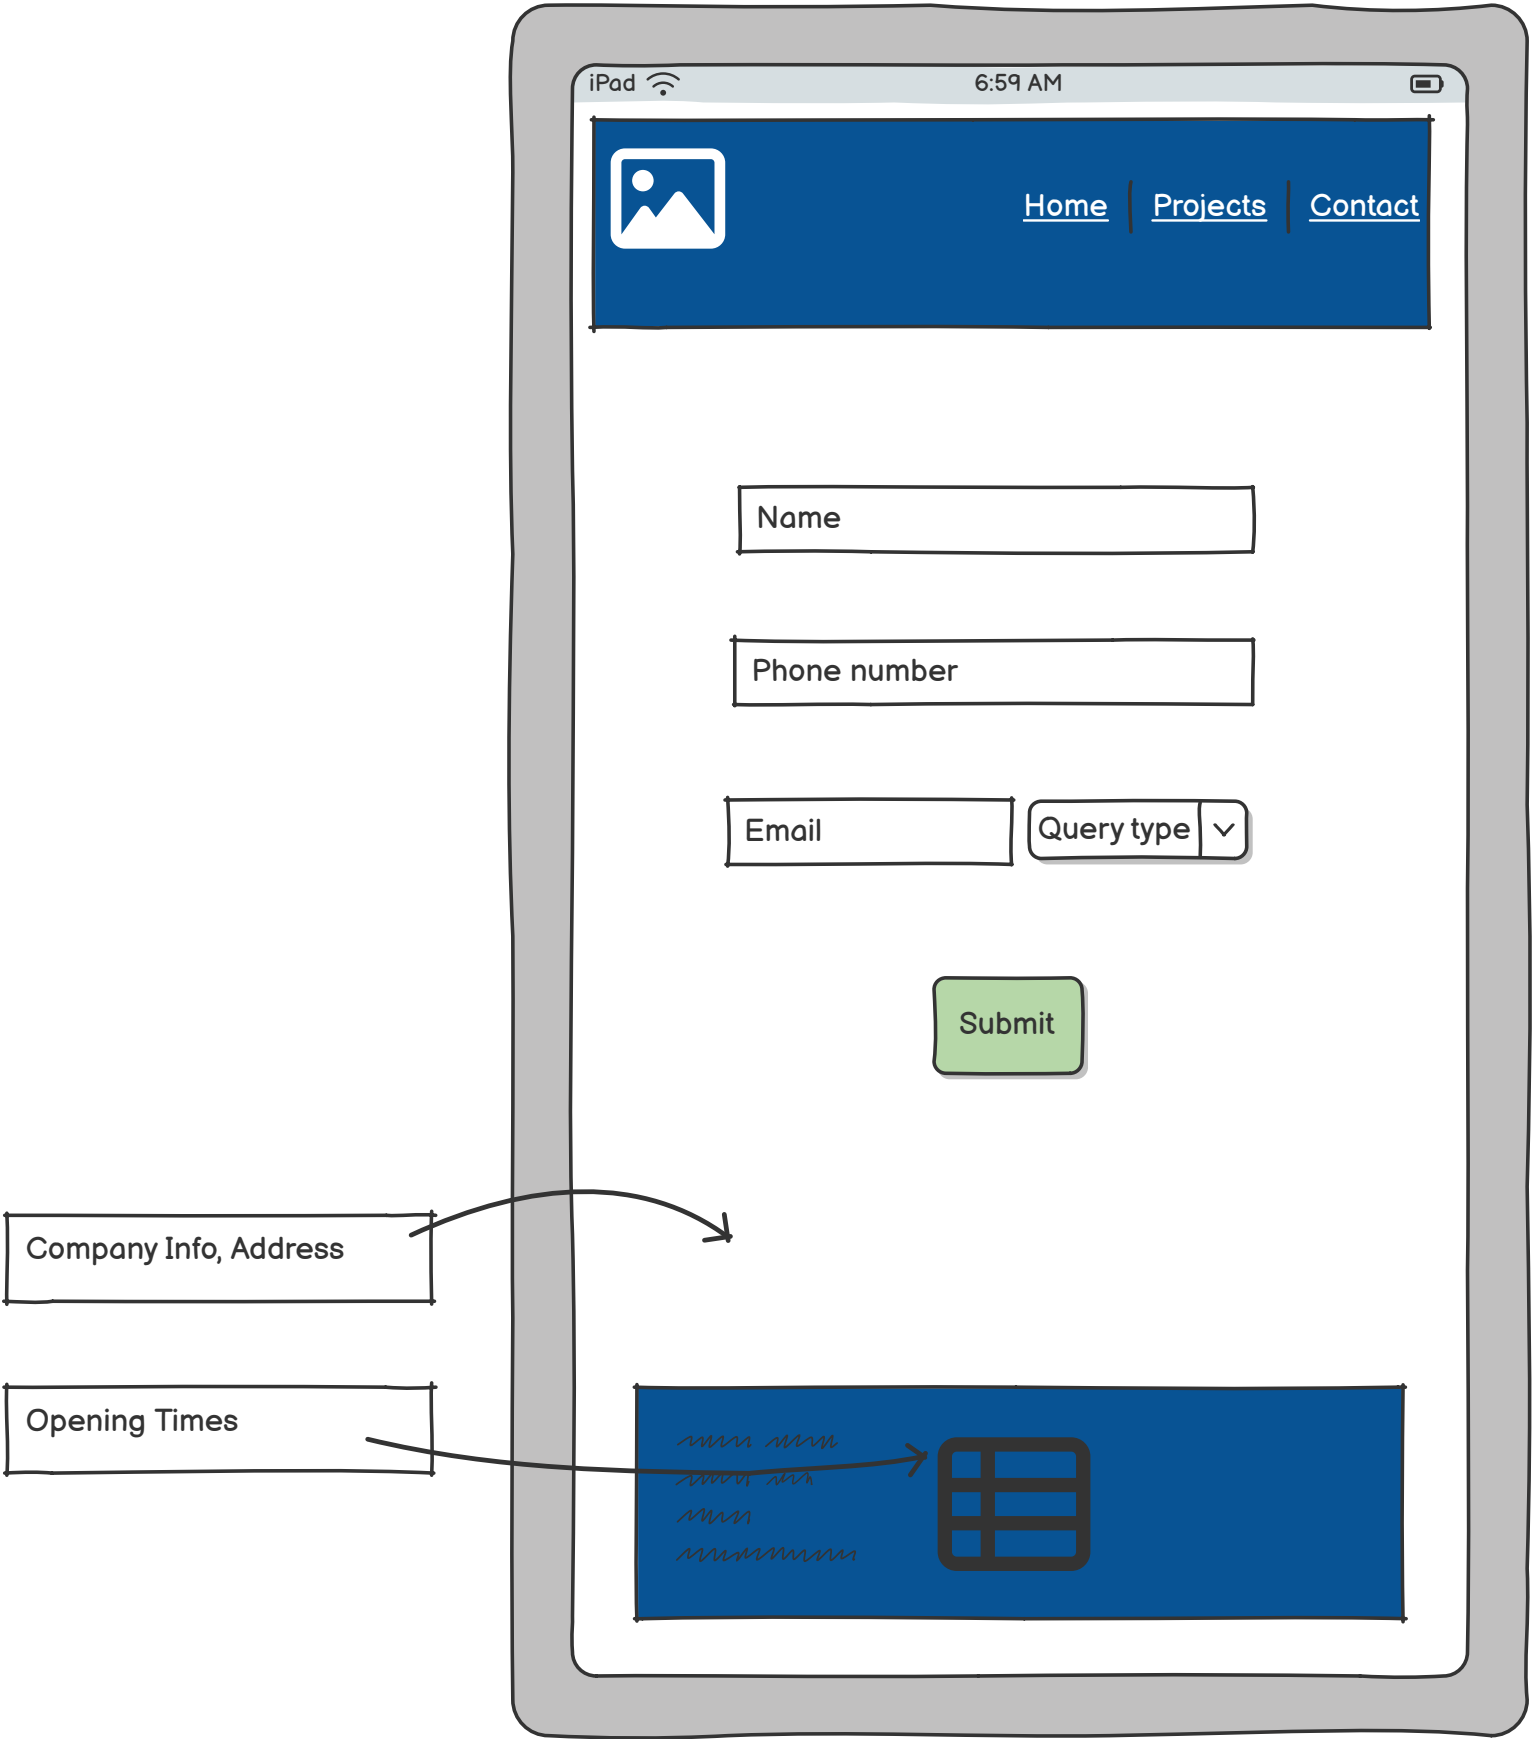 iPad 6:59 AM
Home Projects Contact
Name
Phone number
Email Query type
Submit
Company Info, Address
Opening Times